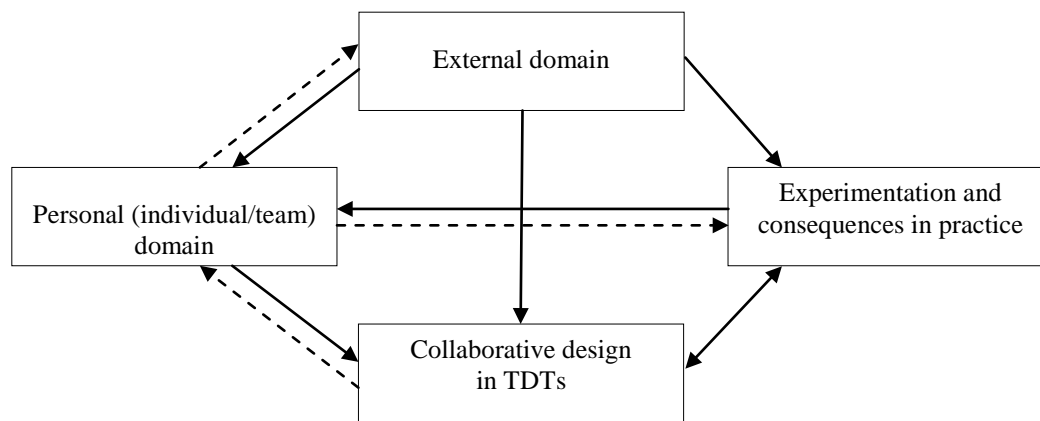 External domain
Personal (individual/team)
domain
Experimentation and
consequences in practice
Collaborative design
in TDTs